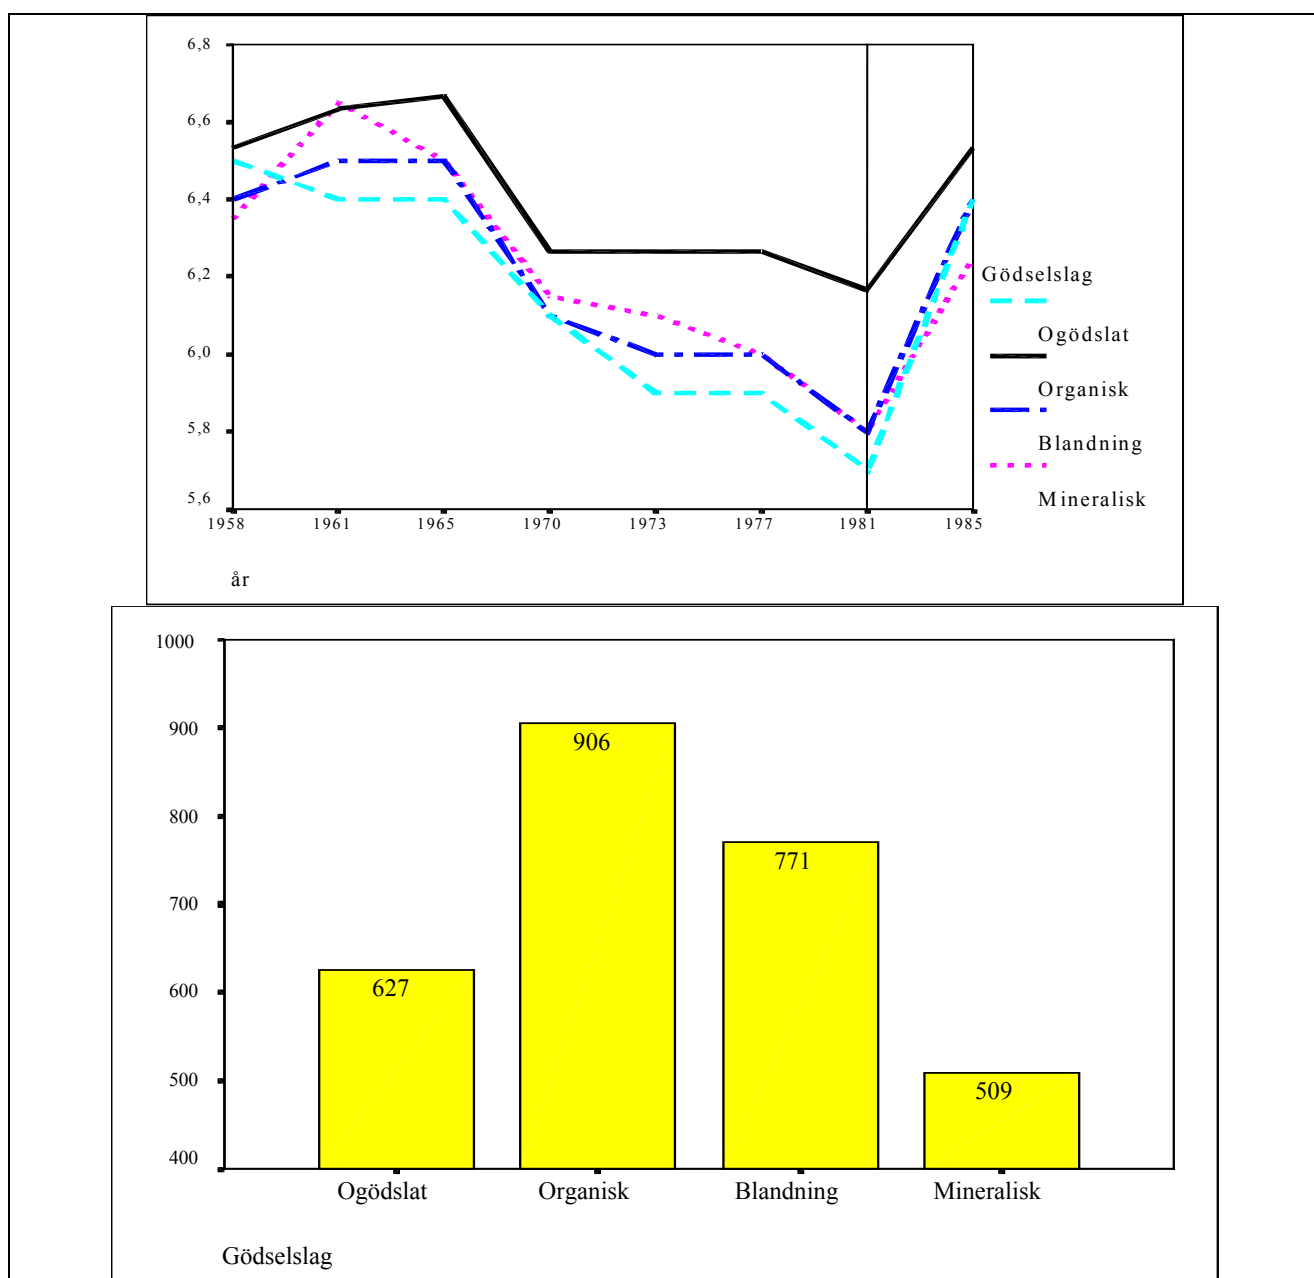 6,8
6,6
6,4
6,2
6,0
5,8
5,6
1958 1961 1965 1970 1973 1977 1981 1985
år
Gödselslag
Ogödslat
Organisk
Blandning
Mineralisk
1000
900
800
700
600
500
400
627
906
771
509
Ogödslat Organisk Blandning Mineralisk
Gödselslag